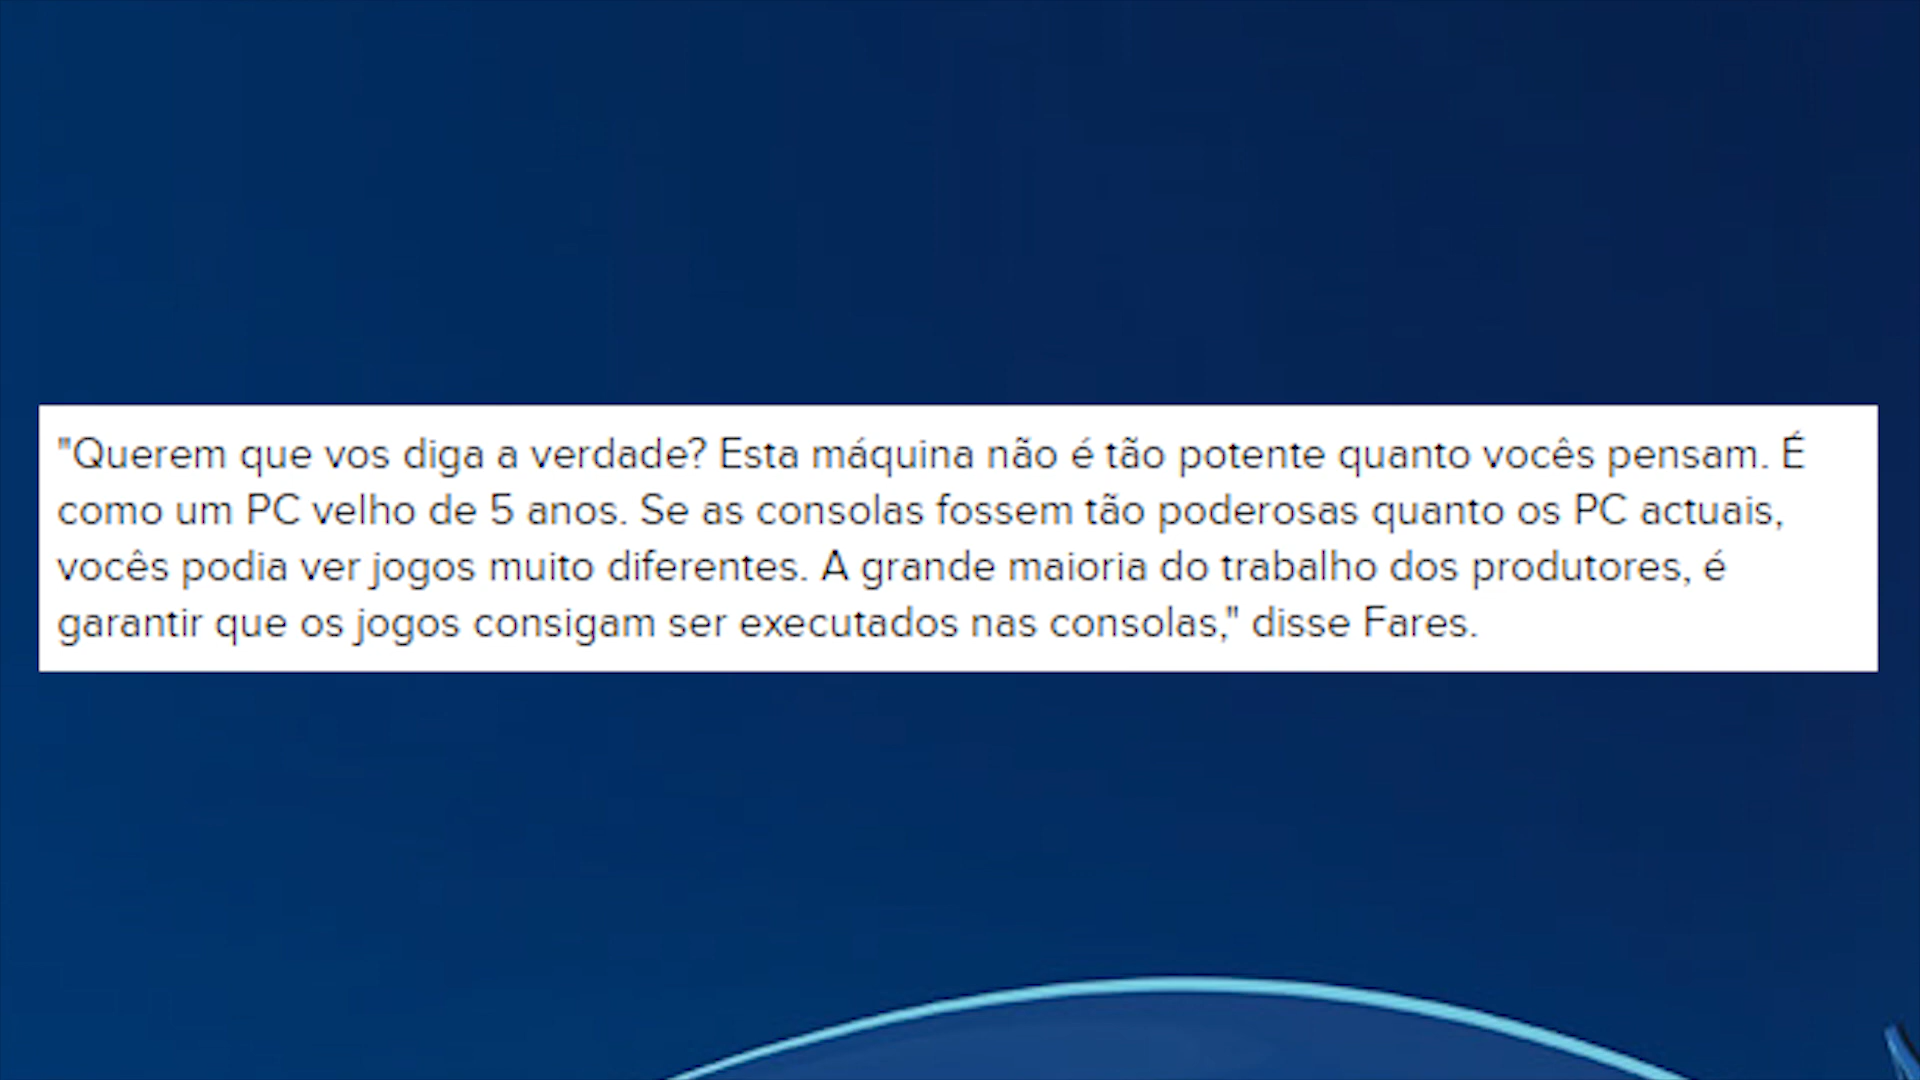 "Querem que vos diga a verdade? Esta máquina não é tão potente quanto vocês pensam. É
como um PC velho de 5 anos. Se as consolas fossem tão poderosas quanto os PC actuais,
vocês podia ver jogos muito diferentes. A grande maioria do trabalho dos produtores, é
garantir que os jogos consigam ser executados nas consolas," disse Fares.